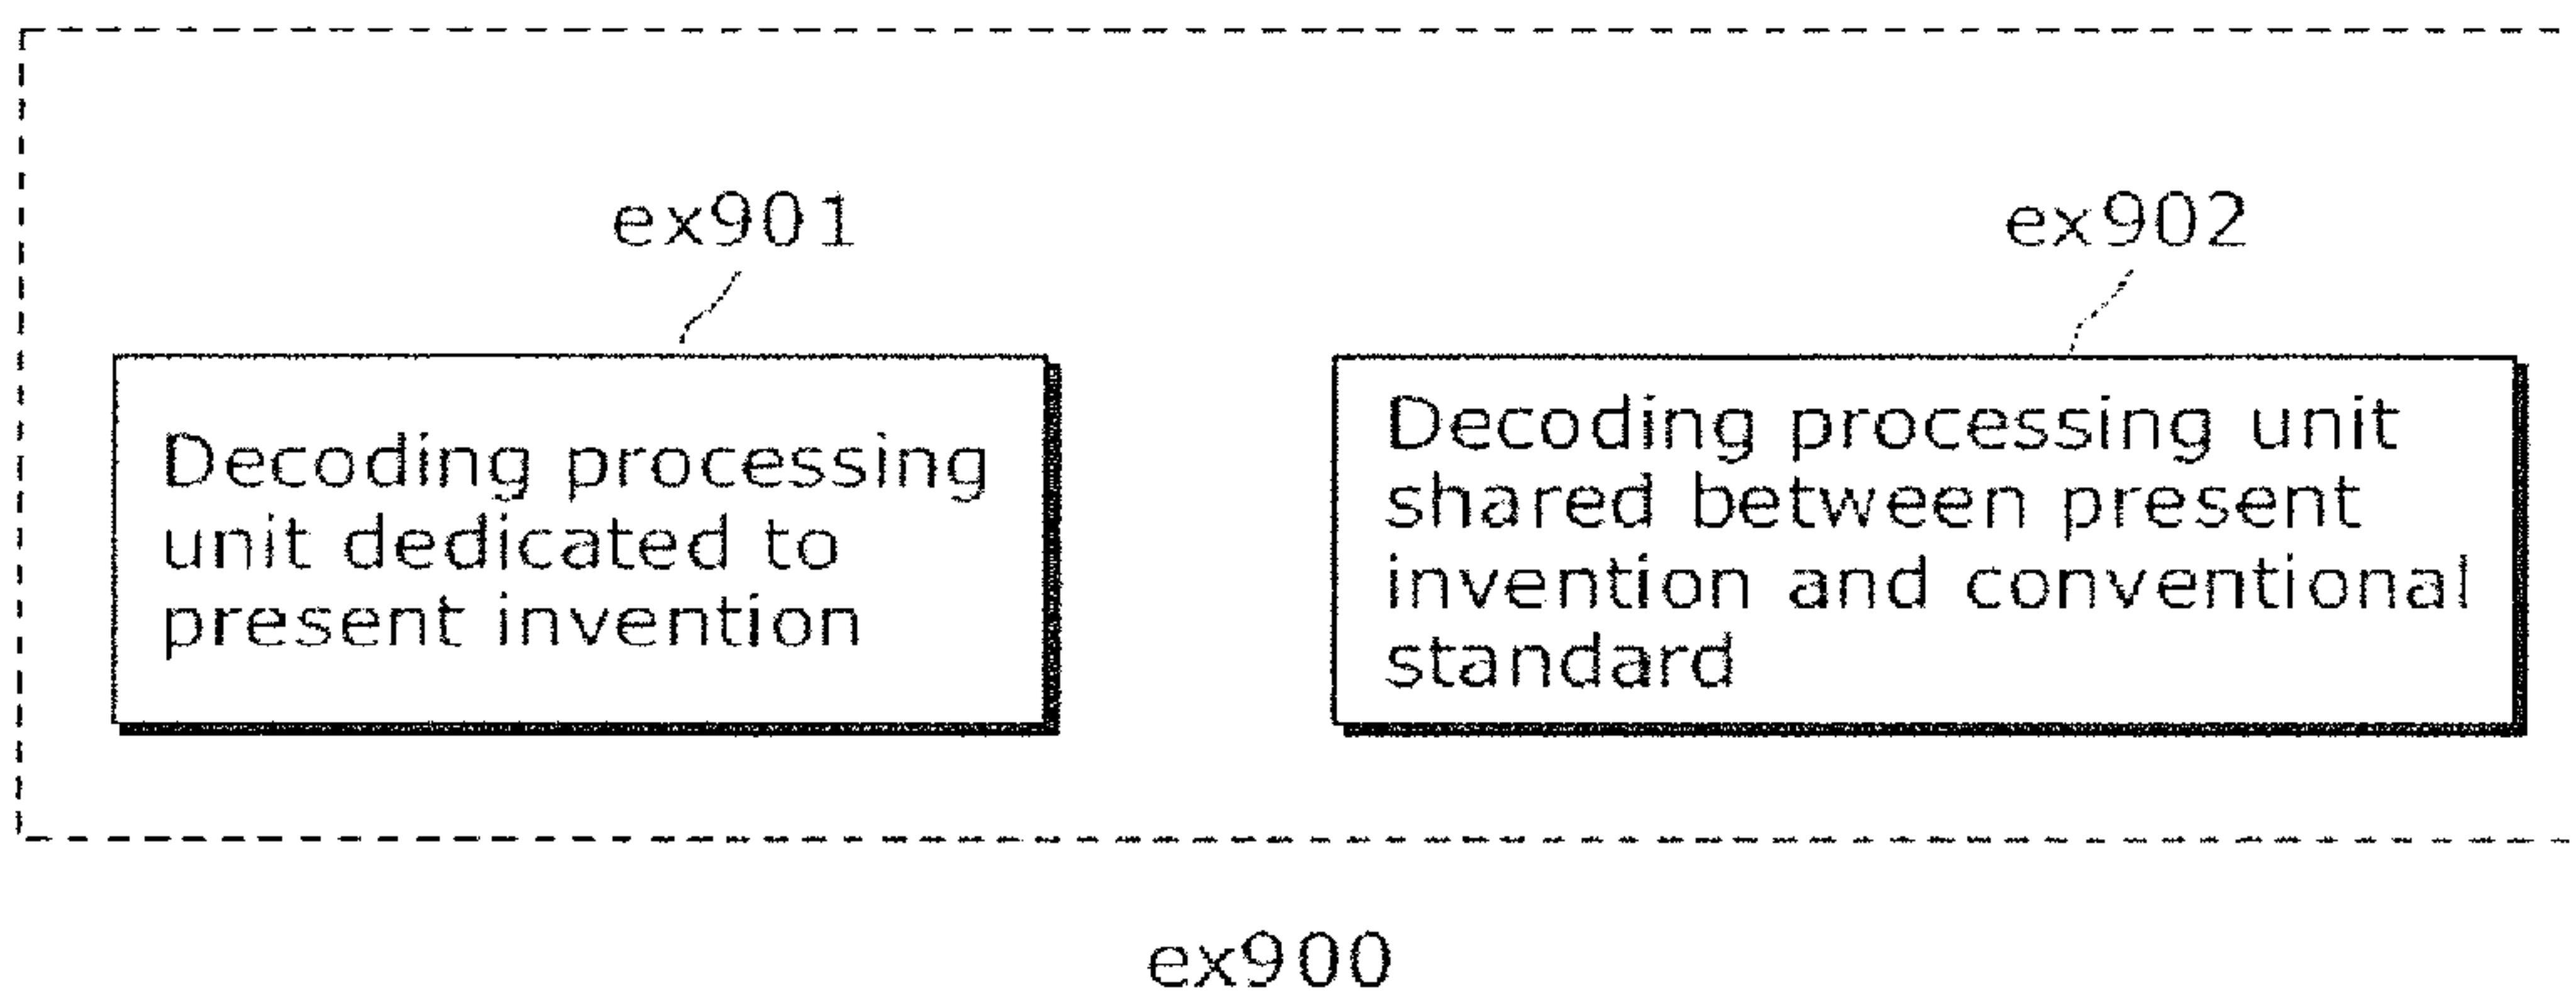 ex901
Decoding processing
unit dedicated to
present invention
ex902
Decoding processing unit
shared between present
invention and conventional
standard
ex900